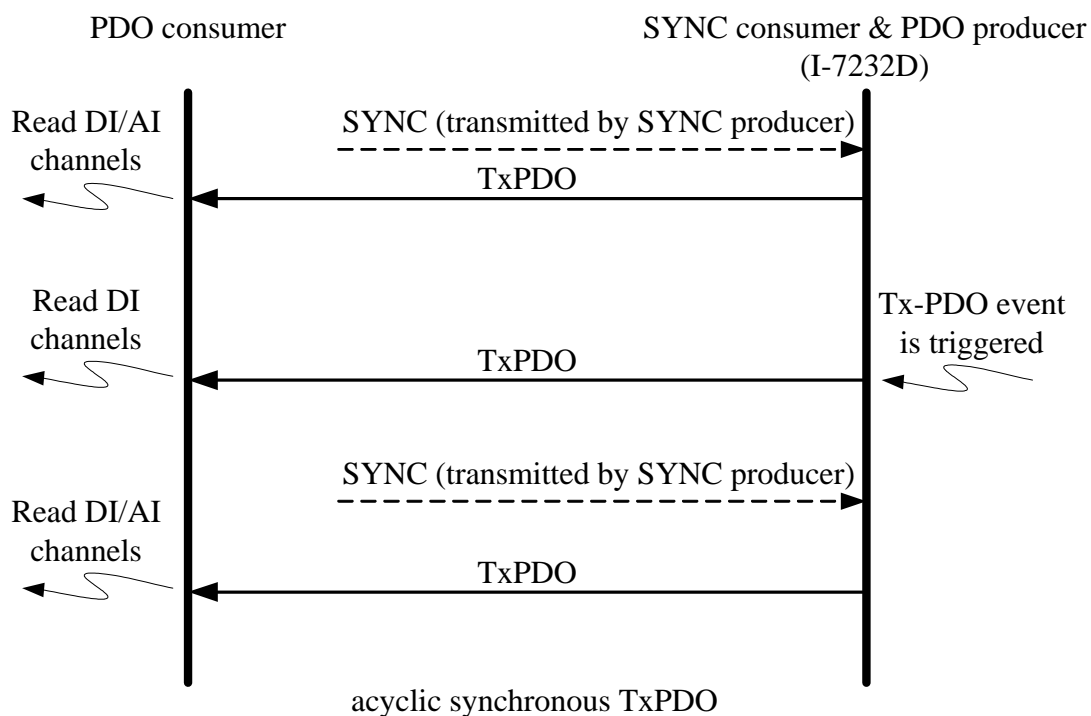 PDO consumer
SYNC consumer & PDO producer
(I-7232D)
Read DI/AI
channels
SYNC (transmitted by SYNC producer)
TxPDO
Read DI
channels
TxPDO
Tx-PDO event
is triggered
SYNC (transmitted by SYNC producer)
Read DI/AI
channels
TxPDO
acyclic synchronous TxPDO